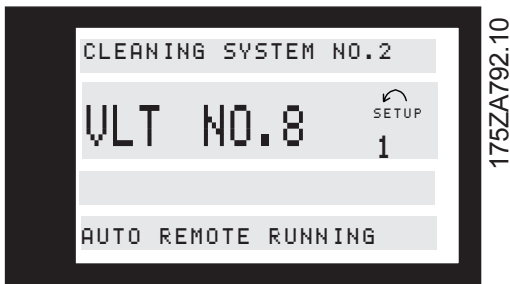 CLEANING SYSTEM NO.2
VLT NO.8
SETUP
1
AUTO REMOTE RUNNING
175ZA792.10